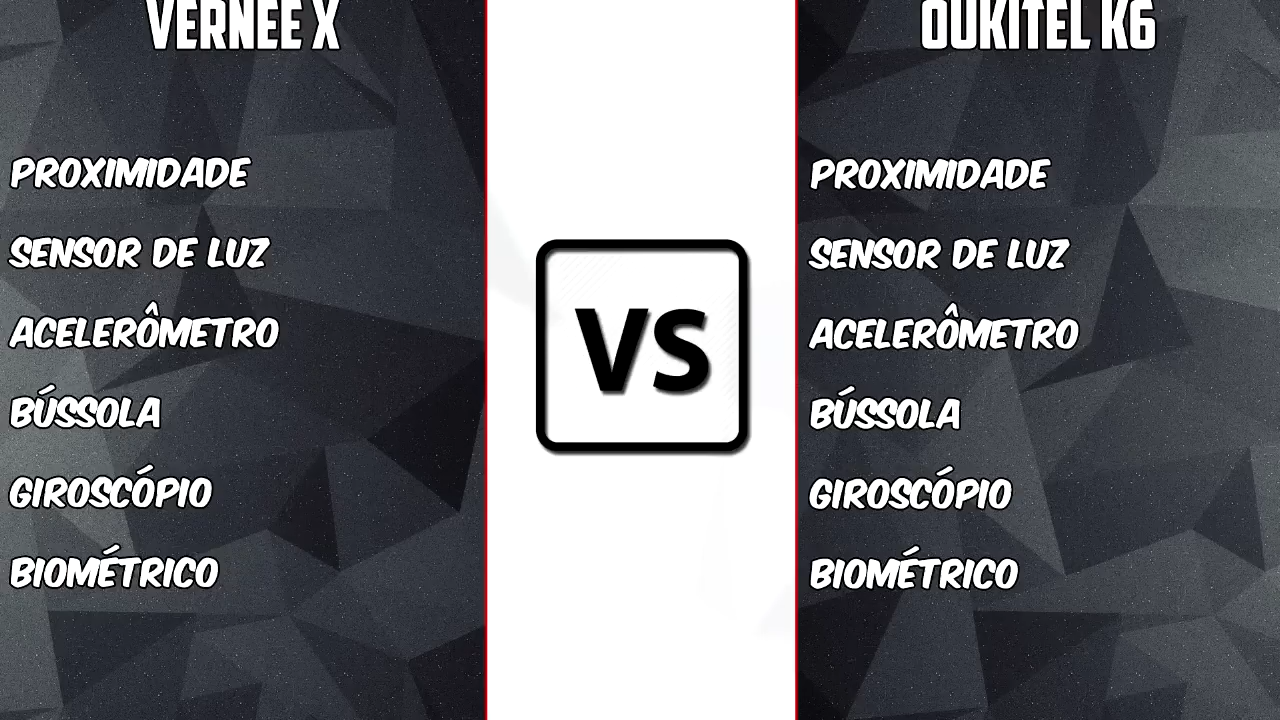 VERNEE X
PROXIMIDADE
SENSOR DE LUZ
ACELERÔMETRO
BÚSSOLA
GIROSCÓPIO
BIOMÉTRICO
VS
OUKITEL K6
PROXIMIDADE
SENSOR DE LUZ
ACELERÔMETRO
BÚSSOLA
GIROSCÓPIO
BIOMÉTRICO